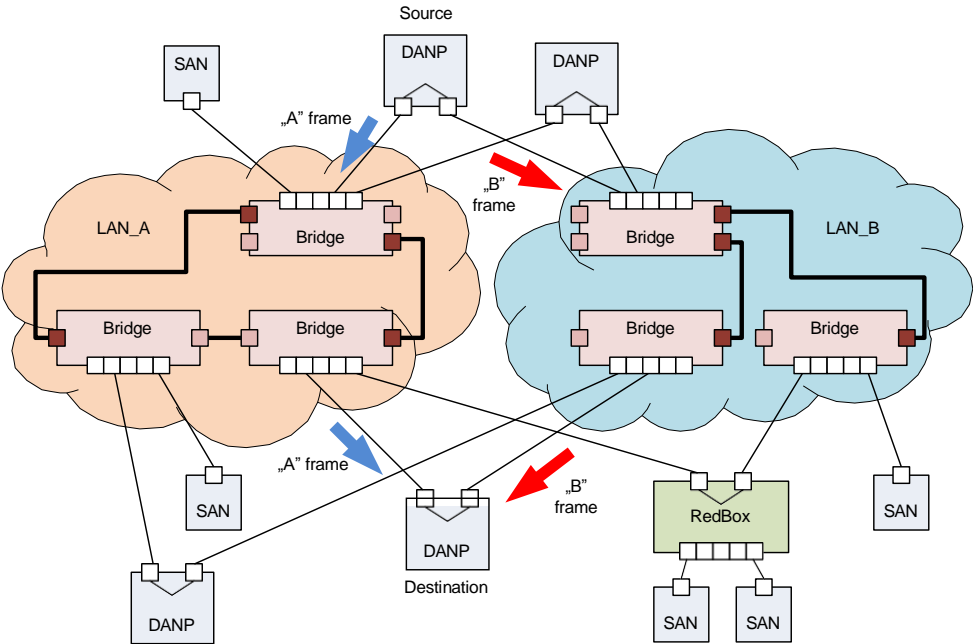 Source
SAN
DANP
DANP
„A” frame
„B”
frame
LAN_A
Bridge
Bridge
LAN_B
Bridge
Bridge
Bridge
Bridge
„A” frame
„B”
frame
SAN
DANP
RedBox
SAN
Destination
DANP
SAN
SAN